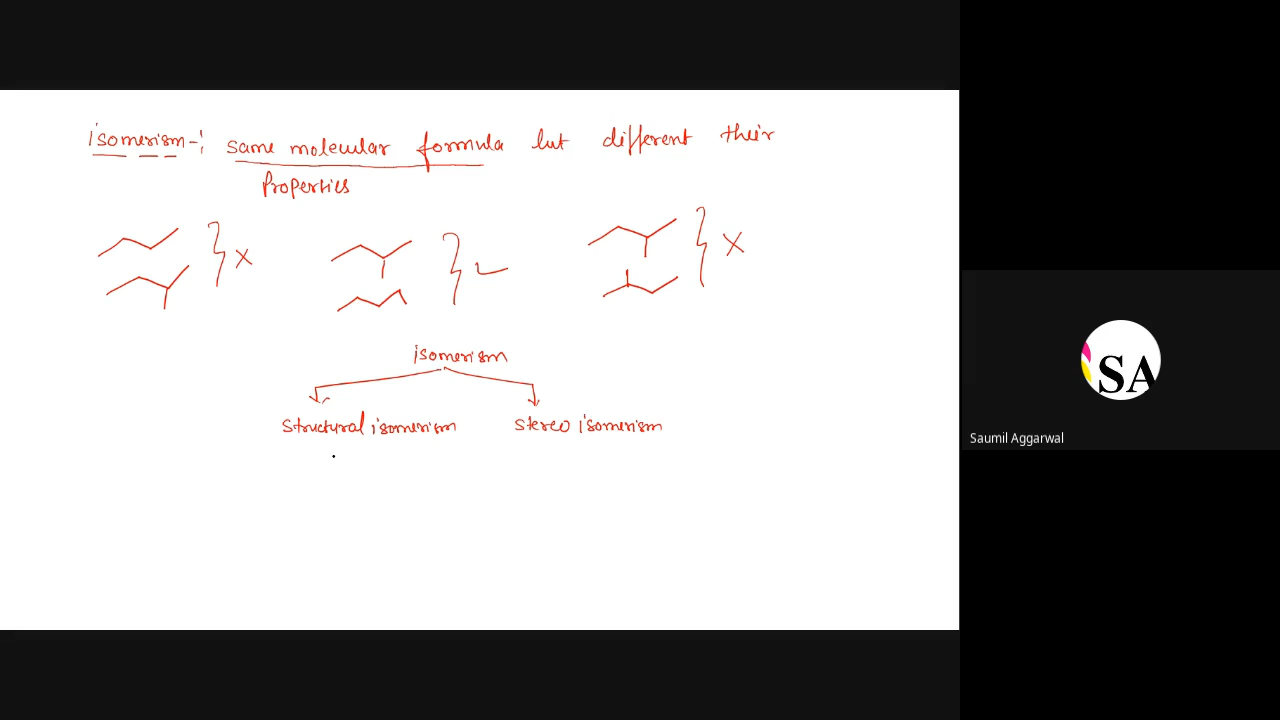 isomerism-: same molecular formula but different their
Properties
X
X
isomerism
structural isomerism
stereo isomerism
SA
Saumil Aggarwal